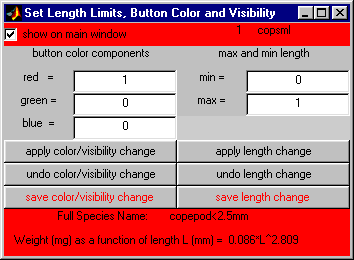 Set Length Limits, Button Color and Visibility
show on main window 1 copsml
button color components max and min length
red = 1 min = 0
green = 0 max = 1
blue = 0
apply color/visibility change apply length change
undo color/visibility change undo length change
save color/visibility change save length change
Full Species Name: copepod<2.5mm
Weight (mg) as a function of length L (mm) = 0.086*L^2.809